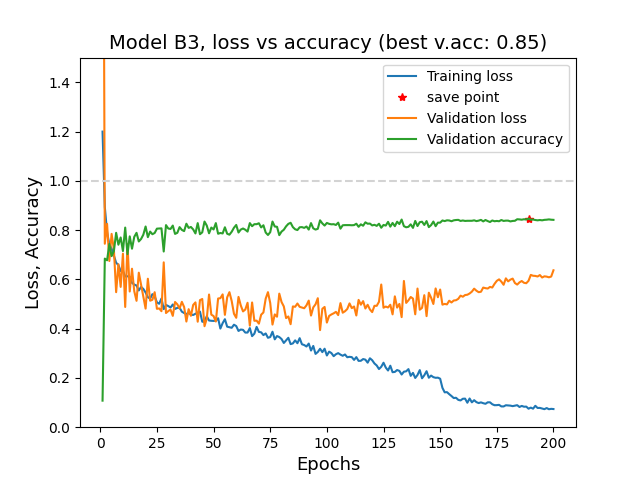 Model B3, loss vs accuracy (best v.acc: 0.85)
Training loss
save point
Validation loss
Validation accuracy
Loss, Accuracy
1.4
1.2
1.0
0.8
0.6
0.4
0.2
0.0
0 25 50 75 100 125 150 175 200
Epochs